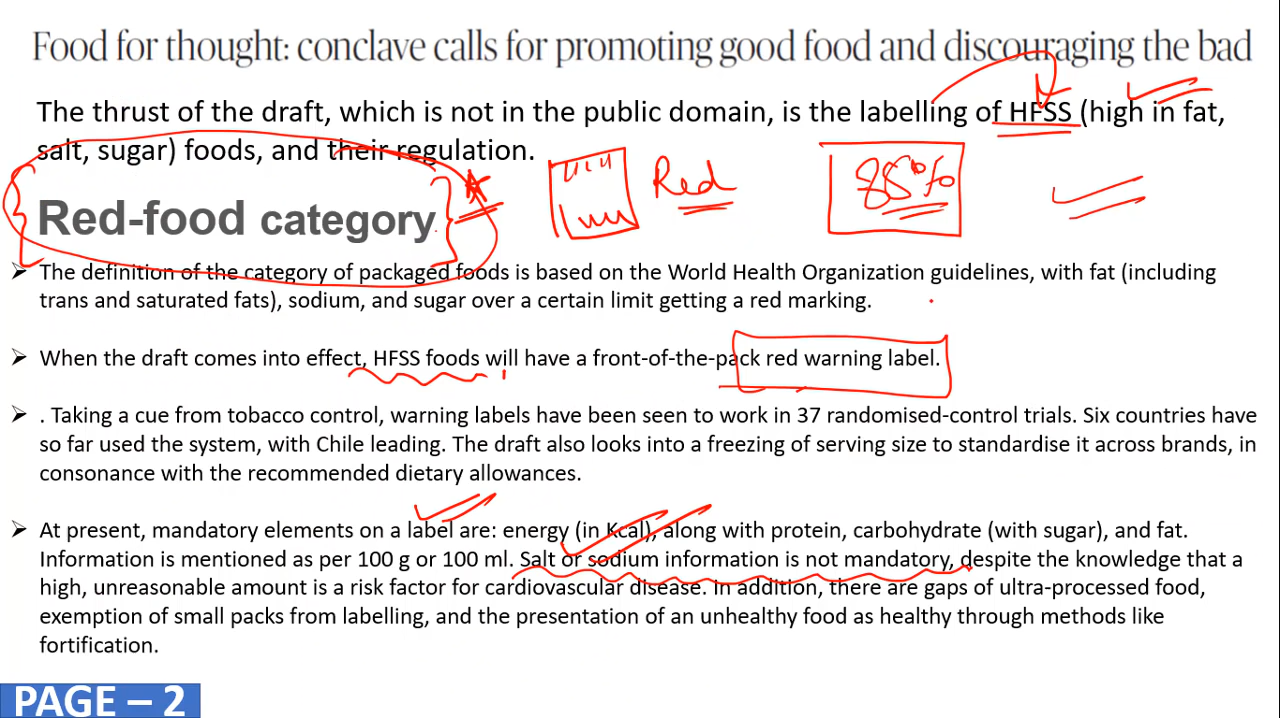 Food for thought: conclave calls for promoting good food and discouraging the bad
The thrust of the draft, which is not in the public domain, is the labelling of HFSS (high in fat,
salt, sugar) foods, and their regulation.
Red
85%
Red-food category
➤ The definition of the category of packaged foods is based on the World Health Organization guidelines, with fat (including
trans and saturated fats), sodium, and sugar over a certain limit getting a red marking.
➤ When the draft comes into effect, HFSS foods will have a front-of-the-pack red warning label.
➤ . Taking a cue from tobacco control, warning labels have been seen to work in 37 randomised-control trials. Six countries have
so far used the system, with Chile leading. The draft also looks into a freezing of serving size to standardise it across brands, in
consonance with the recommended dietary allowances.
➤ At present, mandatory elements on a label are: energy (in Kcal), along with protein, carbohydrate (with sugar), and fat.
Information is mentioned as per 100 g or 100 ml. Salt or sodium information is not mandatory, despite the knowledge that a
high, unreasonable amount is a risk factor for cardiovascular disease. In addition, there are gaps of ultra-processed food,
exemption of small packs from labelling, and the presentation of an unhealthy food as healthy through methods like
fortification.
PAGE – 2